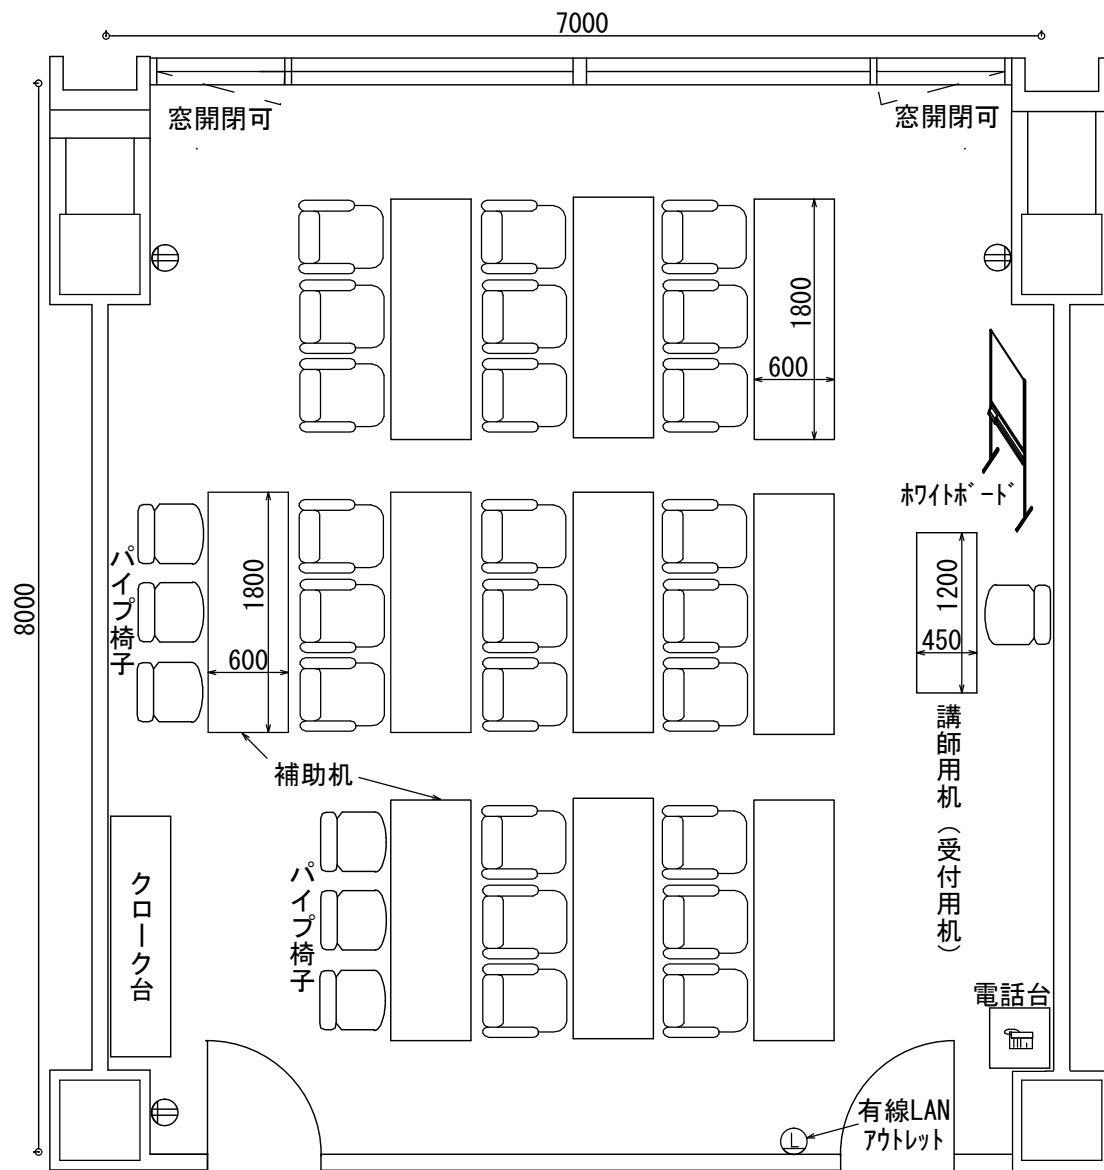 7000
窓開閉可
窓開閉可
1800
600
ホワイトボード
8000
パイプ椅子
1800
600
1200
450
講師用机（受付用机）
補助机
パイプ椅子
クローク台
電話台
有線LAN
アウトレット
L